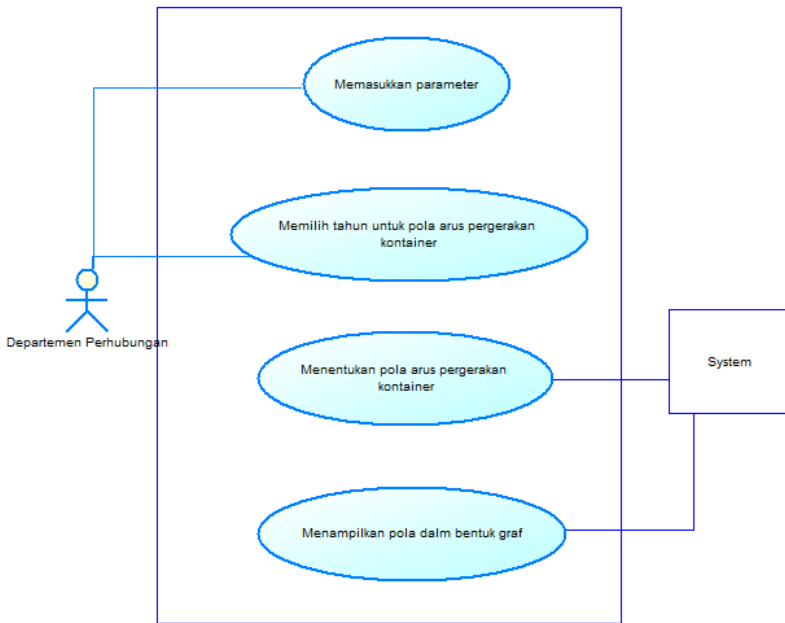 Memasukkan parameter
Memilih tahun untuk pola arus pergerakan
kontainer
Departemen Perhubungan
Menentukan pola arus pergerakan
kontainer
System
Menampilkan pola dalm bentuk graf